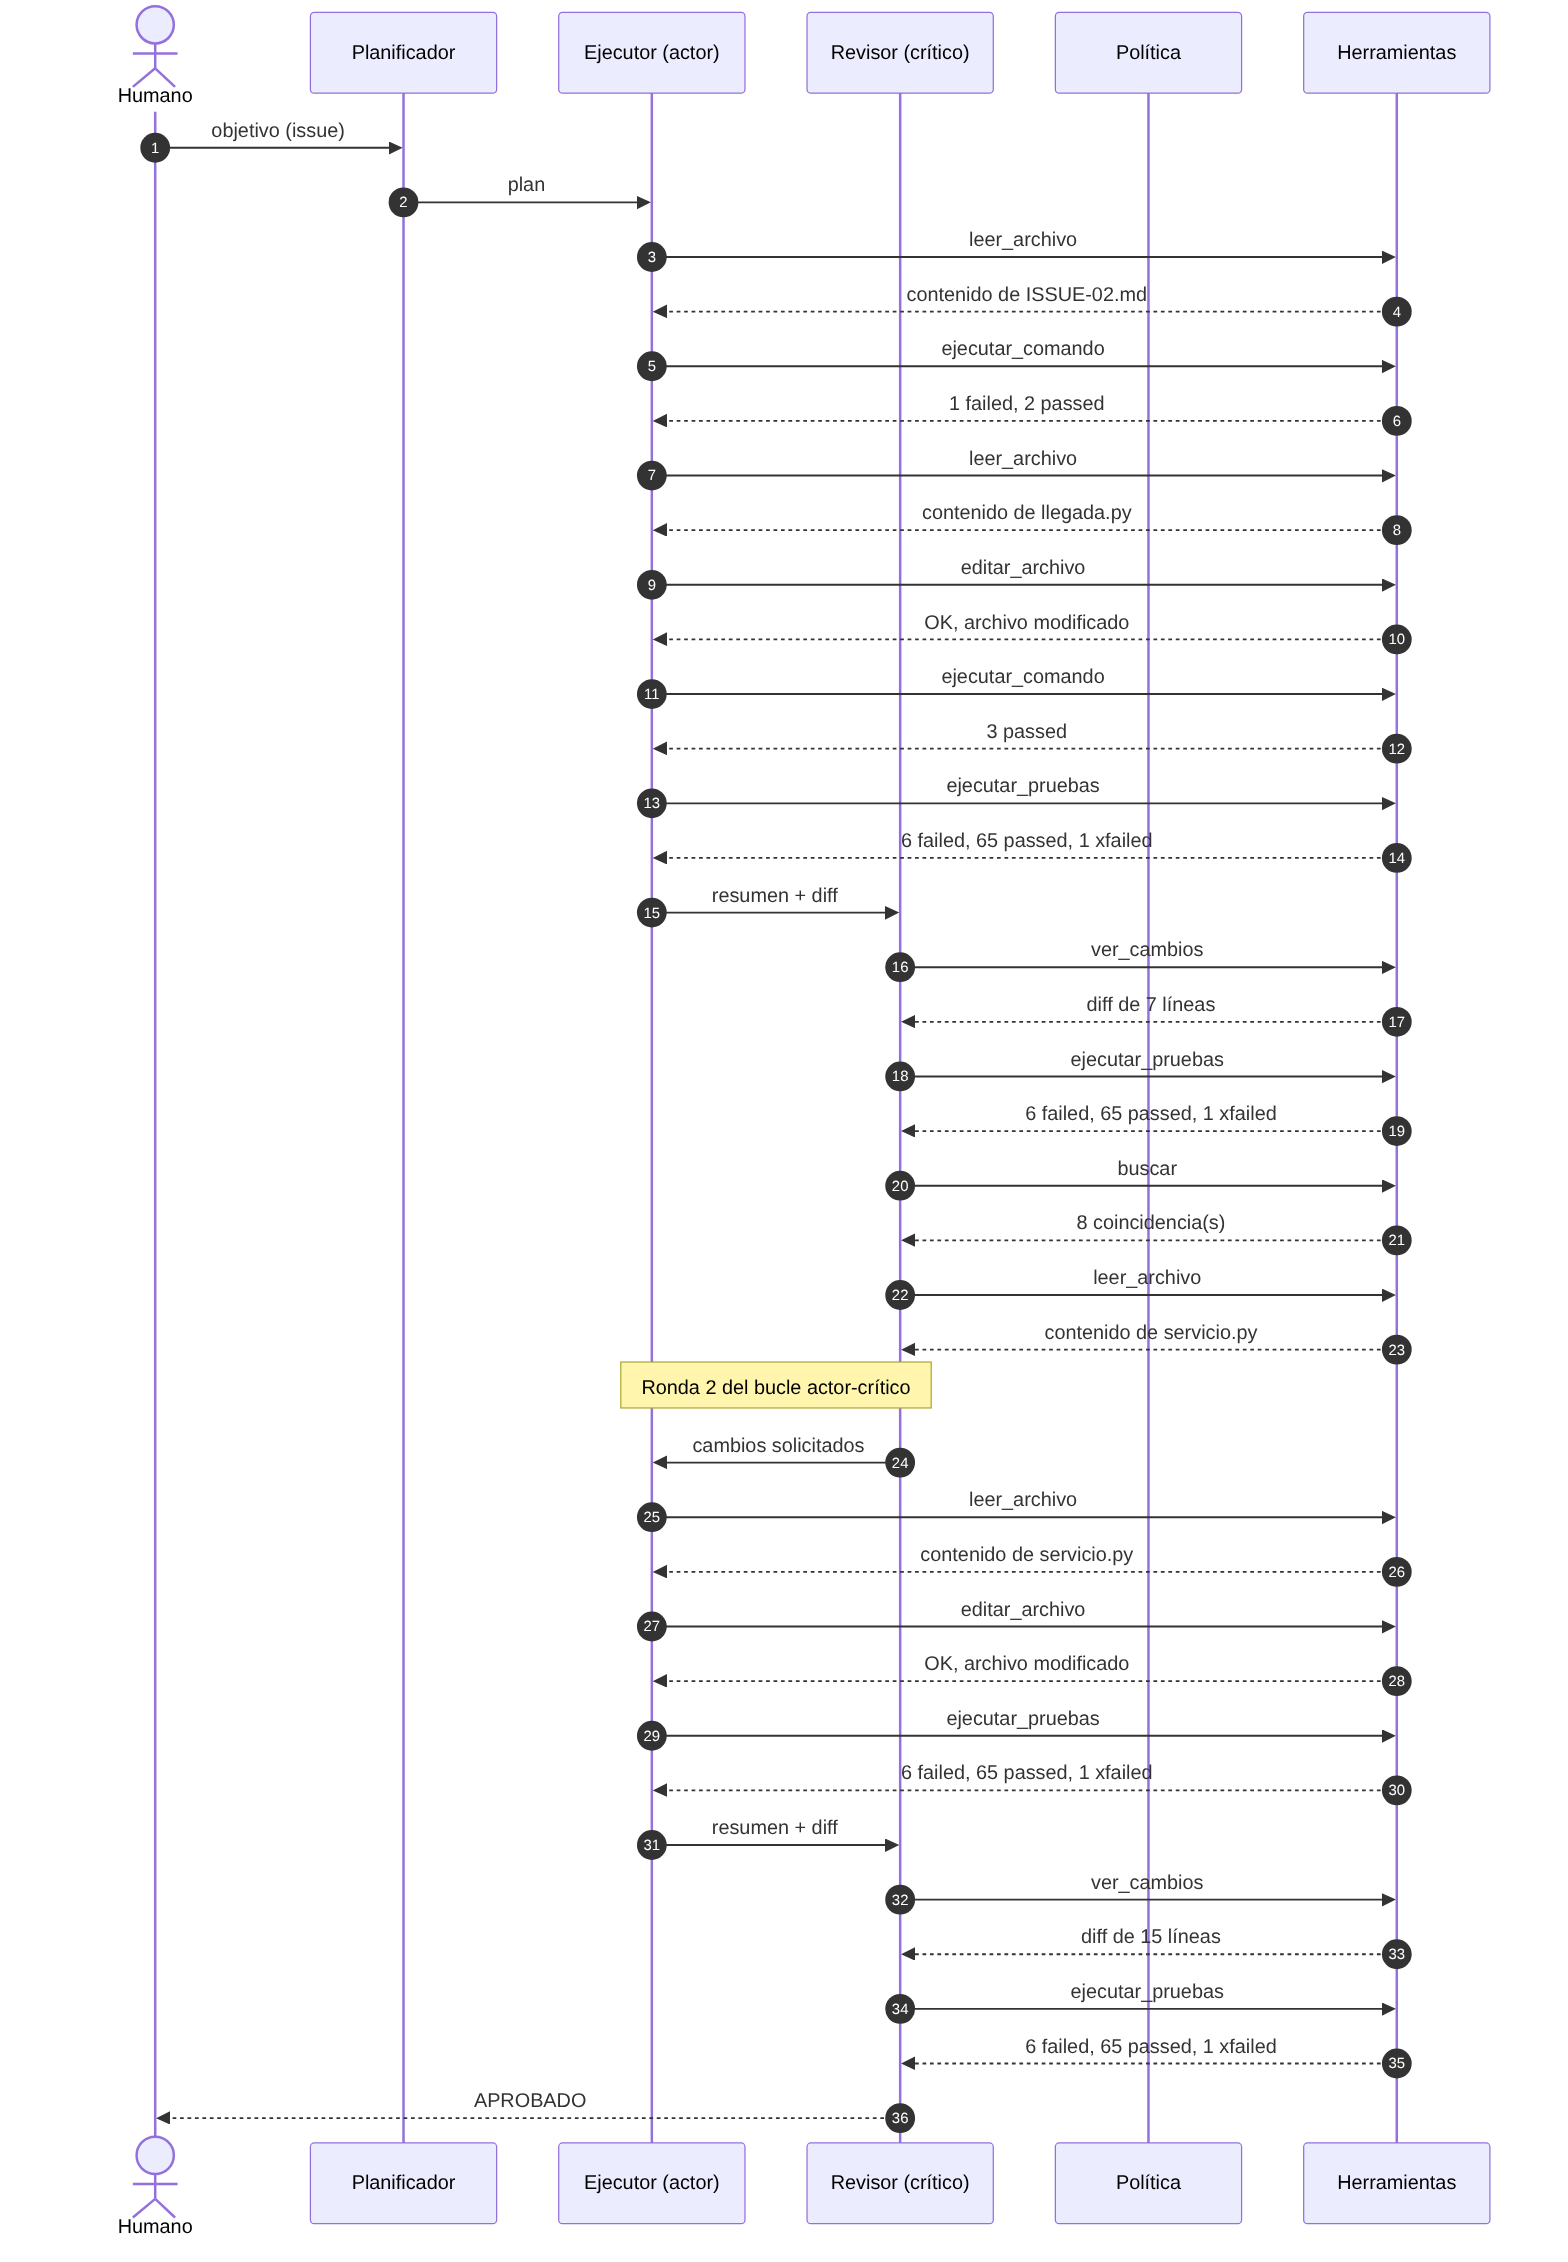 Humano
Planificador
Ejecutor (actor)
Revisor (crítico)
Política
Herramientas
objetivo (issue)
1
plan
2
leer_archivo
3
contenido de ISSUE-02.md
4
ejecutar_comando
5
1 failed, 2 passed
6
leer_archivo
7
contenido de llegada.py
8
editar_archivo
9
OK, archivo modificado
10
ejecutar_comando
11
3 passed
12
ejecutar_pruebas
13
6 failed, 65 passed, 1 xfailed
14
resumen + diff
15
ver_cambios
16
diff de 7 líneas
17
ejecutar_pruebas
18
6 failed, 65 passed, 1 xfailed
19
buscar
20
8 coincidencia(s)
21
leer_archivo
22
contenido de servicio.py
23
Ronda 2 del bucle actor-crítico
cambios solicitados
24
leer_archivo
25
contenido de servicio.py
26
editar_archivo
27
OK, archivo modificado
28
ejecutar_pruebas
29
6 failed, 65 passed, 1 xfailed
30
resumen + diff
31
ver_cambios
32
diff de 15 líneas
33
ejecutar_pruebas
34
6 failed, 65 passed, 1 xfailed
35
APROBADO
36
Humano
Planificador
Ejecutor (actor)
Revisor (crítico)
Política
Herramientas